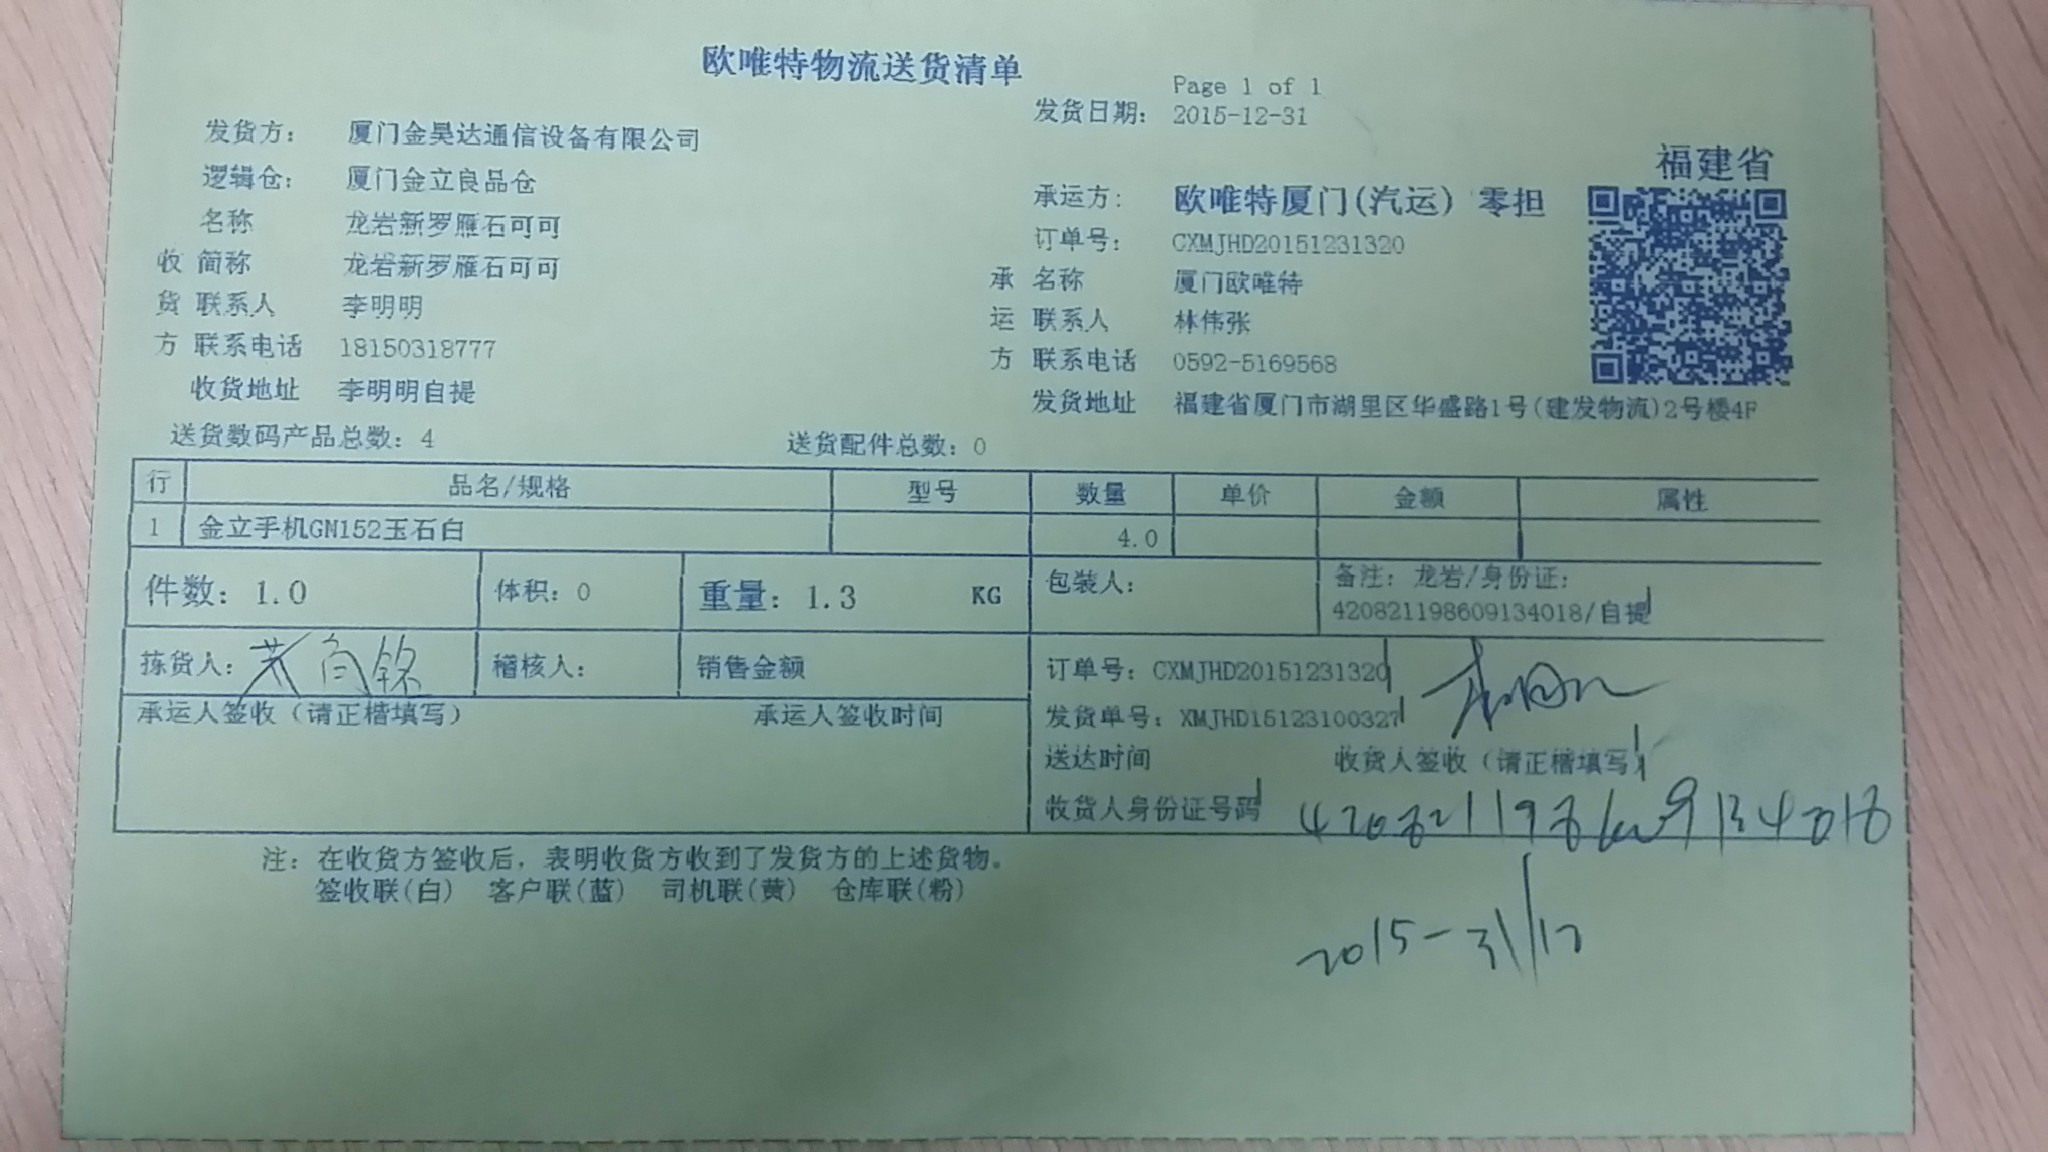 欧唯特物流送货清单
Page 1 of 1
发货日期: 2015-12-31
发货方: 厦门金昊达通信设备有限公司
逻辑仓: 厦门金立良品仓
名称 龙岩新罗雁石可可
收 简称 龙岩新罗雁石可可
货 联系人 李明明
方 联系电话 18150318777
收货地址 李明明自提
福建省
承运方: 欧唯特厦门(汽运) 零担
订单号: CXMJHD20151231320
承 名称 厦门欧唯特
运 联系人 林伟张
方 联系电话 0592-5169568
发货地址 福建省厦门市湖里区华盛路1号(建发物流)2号楼4F
送货数码产品总数: 4 送货配件总数: 0
行 品名/规格 型号 数量 单价 金额 属性
1 金立手机GN152玉石白 4.0
件数: 1.0 体积: 0 重量: 1.3 KG 包装人: 备注: 龙岩/身份证:
420821198609134018/自提
拣货人: 稽核人: 销售金额 订单号: CXMJHD20151231320
承运人签收（请正楷填写） 承运人签收时间 发货单号: XMJHD15123100327
送达时间 收货人签收（请正楷填写）
收货人身份证号码 420821198609134018
注: 在收货方签收后，表明收货方收到了发货方的上述货物。
签收联(白) 客户联(蓝) 司机联(黄) 仓库联(粉)
2015-31/12